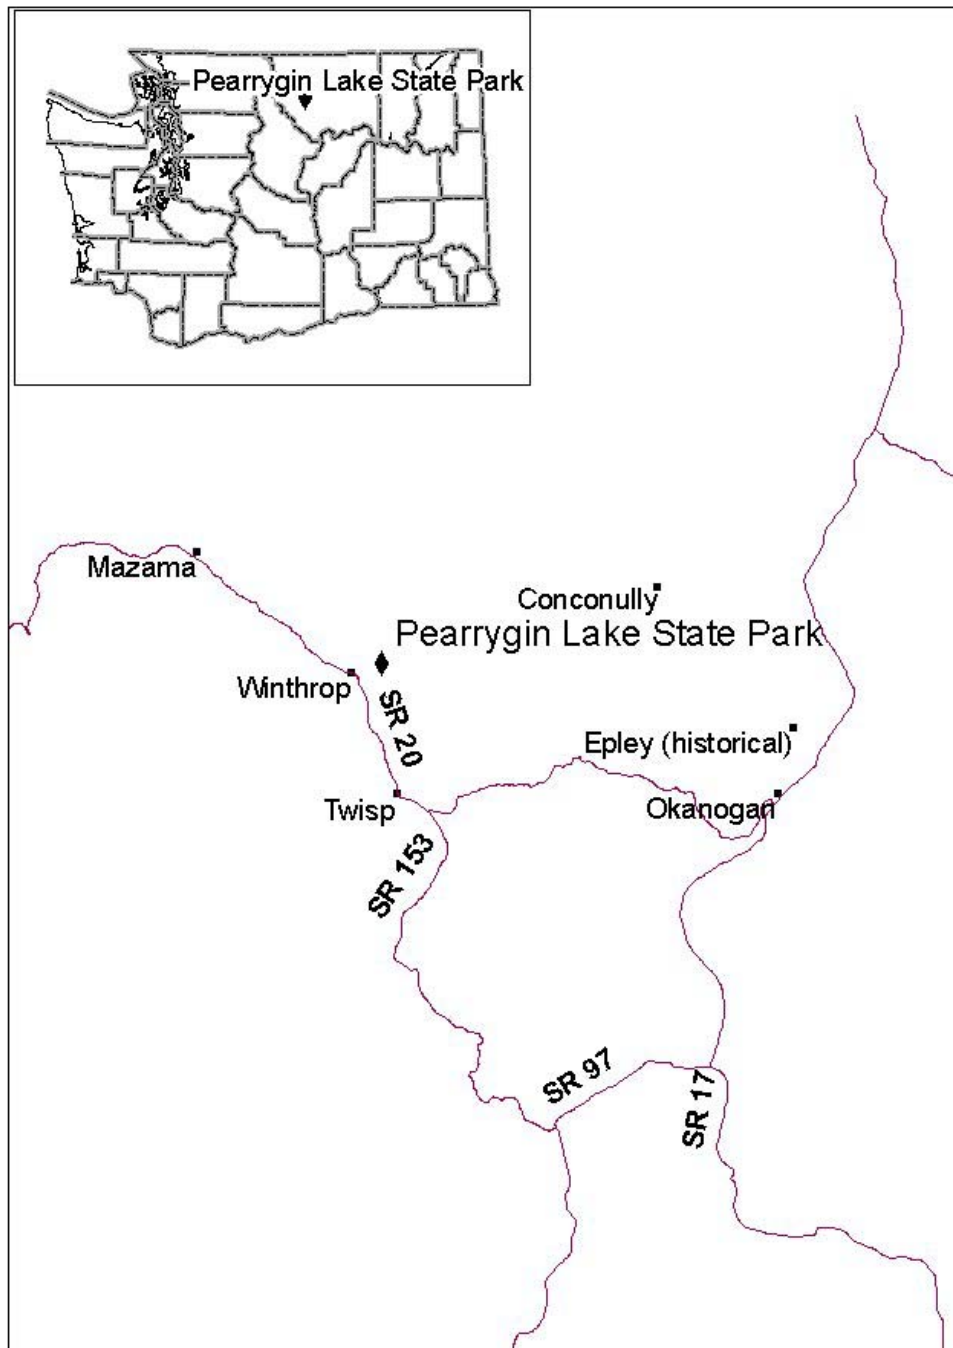 Pearrygin Lake State Park
Mazama
Conconully
Pearrygin Lake State Park
Winthrop
SR 20
Epley (historical)
Twisp
Okanogan
SR 153
SR 97
SR 17